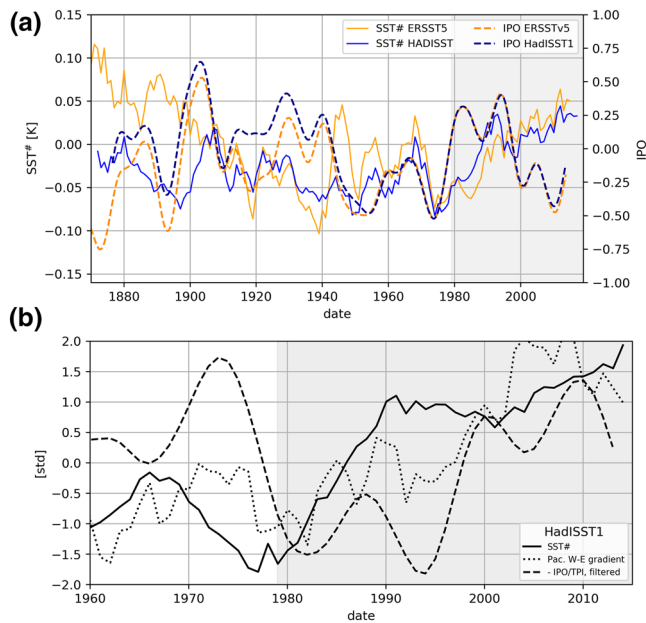 (a)
SST# ERSST5
SST# HADISST
IPO ERSSTv5
IPO HadISST1
0.15
0.10
0.05
0.00
−0.05
−0.10
−0.15
SST# [K]
1.00
0.75
0.50
0.25
0.00
−0.25
−0.50
−0.75
−1.00
IPO
1880 1900 1920 1940 1960 1980 2000
date
(b)
2.0
1.5
1.0
0.5
0.0
−0.5
−1.0
−1.5
−2.0
[std]
HadISST1
SST#
Pac. W-E gradient
- IPO/TPI, filtered
1960 1970 1980 1990 2000 2010
date